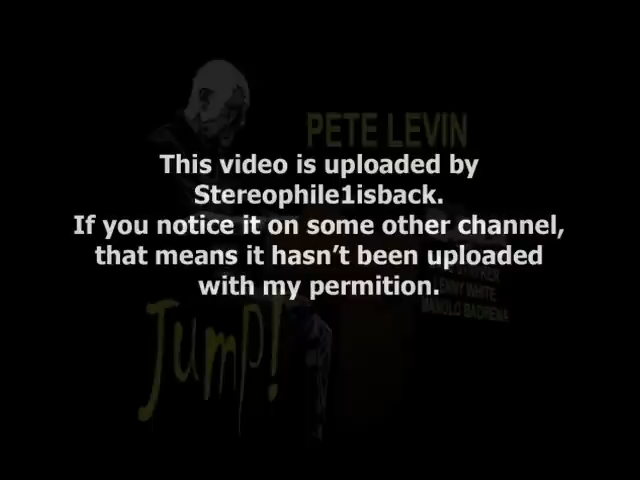 PETE LEVIN
This video is uploaded by
Stereophile1isback.
If you notice it on some other channel,
that means it hasn't been uploaded
with my permition.
LENNY WHITE
MANOLO BADRENA
Jump!